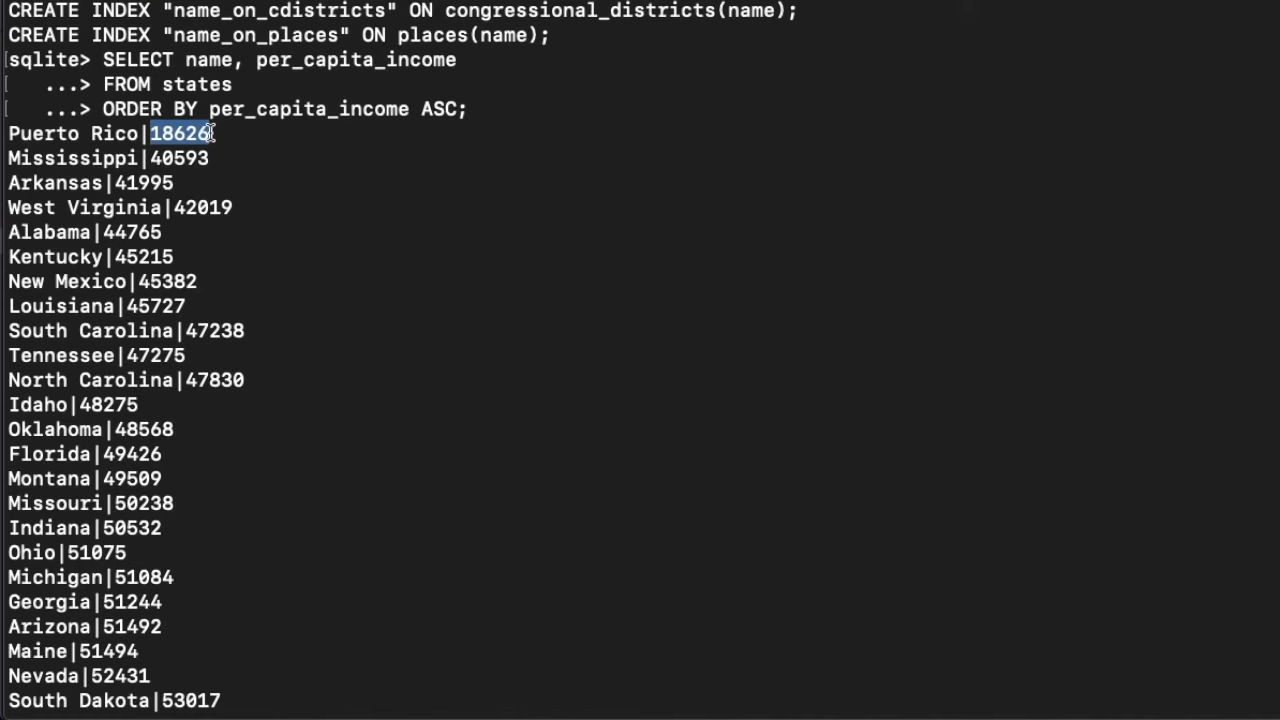 CREATE INDEX "name_on_cdistricts" ON congressional_districts(name);
CREATE INDEX "name_on_places" ON places(name);
[sqlite> SELECT name, per_capita_income
[   ...> FROM states
[   ...> ORDER BY per_capita_income ASC;
Puerto Rico|18626
Mississippi|40593
Arkansas|41995
West Virginia|42019
Alabama|44765
Kentucky|45215
New Mexico|45382
Louisiana|45727
South Carolina|47238
Tennessee|47275
North Carolina|47830
Idaho|48275
Oklahoma|48568
Florida|49426
Montana|49509
Missouri|50238
Indiana|50532
Ohio|51075
Michigan|51084
Georgia|51244
Arizona|51492
Maine|51494
Nevada|52431
South Dakota|53017